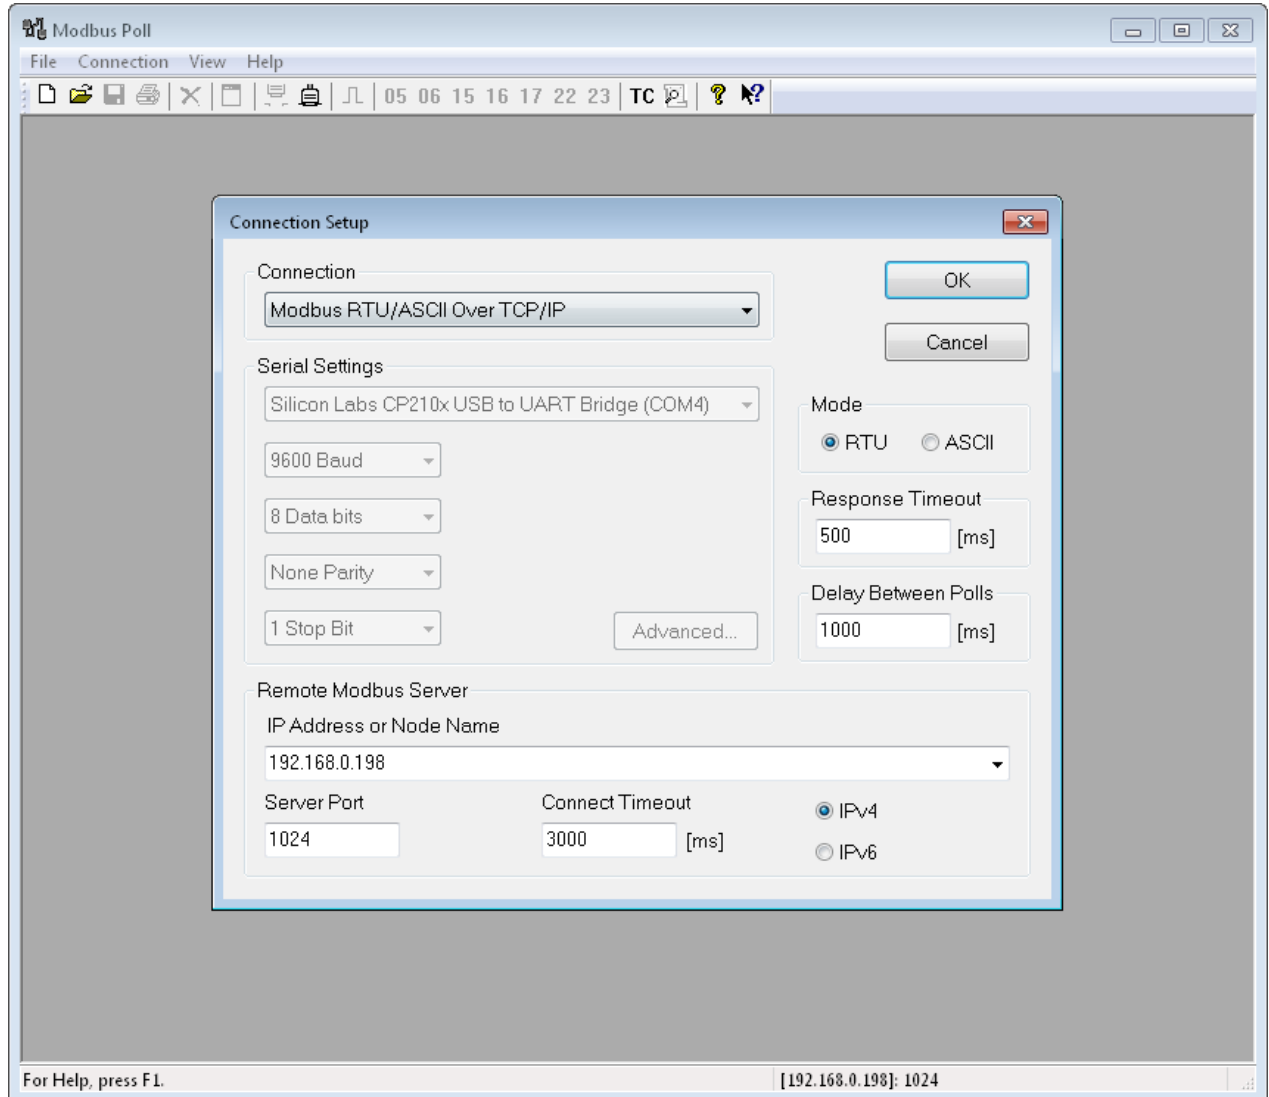 Modbus Poll
File Connection View Help
05 06 15 16 17 22 23 TC
Connection Setup
Connection
Modbus RTU/ASCII Over TCP/IP
OK
Cancel
Serial Settings
Silicon Labs CP210x USB to UART Bridge (COM4)
9600 Baud
8 Data bits
None Parity
1 Stop Bit
Advanced...
Mode
RTU ASCII
Response Timeout
500 [ms]
Delay Between Polls
1000 [ms]
Remote Modbus Server
IP Address or Node Name
192.168.0.198
Server Port
1024
Connect Timeout
3000 [ms]
IPv4
IPv6
For Help, press F1.
[192.168.0.198]: 1024